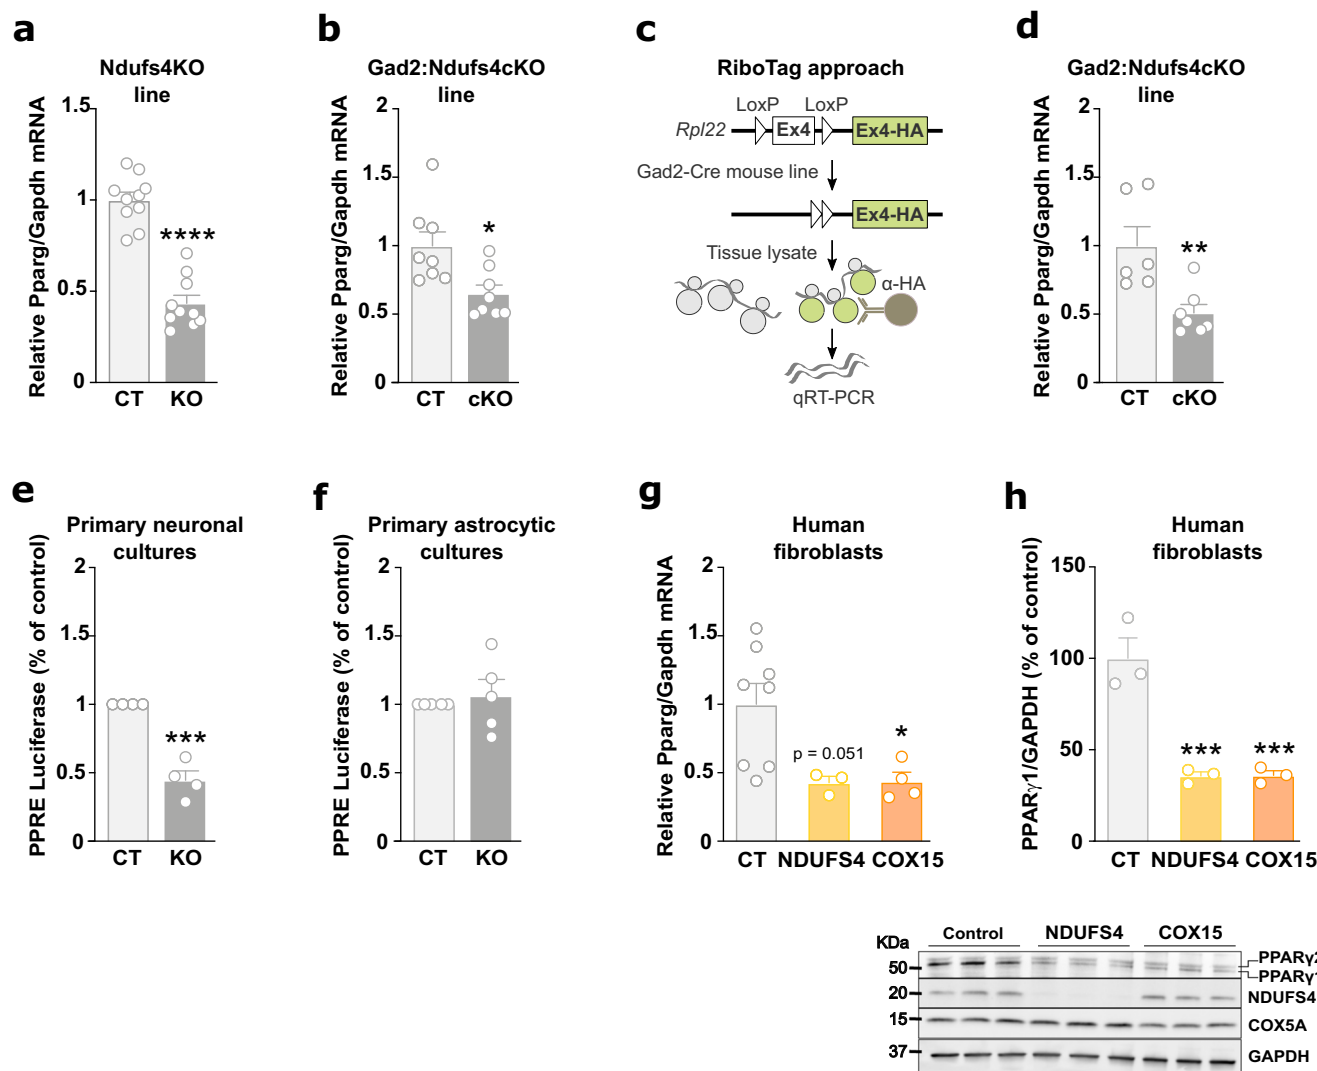 a
Ndufs4KO
line
Relative Pparg/Gapdh mRNA
1.5
1
0.5
0
****
CT KO
b
Gad2:Ndufs4cKO
line
Relative Pparg/Gapdh mRNA
2
1.5
1
0.5
0
*
CT cKO
c
RiboTag approach
LoxP LoxP
Rpl22 Ex4 Ex4-HA
Gad2-Cre mouse line
Ex4-HA
Tissue lysate
α-HA
qRT-PCR
d
Gad2:Ndufs4cKO
line
Relative Pparg/Gapdh mRNA
2
1.5
1
0.5
0
**
CT cKO
e
Primary neuronal
cultures
PPRE Luciferase (% of control)
2
1.5
1
0.5
0
***
CT KO
f
Primary astrocytic
cultures
PPRE Luciferase (% of control)
2
1.5
1
0.5
0
CT KO
g
Human
fibroblasts
Relative Pparg/Gapdh mRNA
2
1.5
1
0.5
0
p = 0.051
*
CT NDUFS4 COX15
h
Human
fibroblasts
PPARγ1/GAPDH (% of control)
150
100
50
0
*** ***
CT NDUFS4 COX15
KDa Control NDUFS4 COX15
50 PPARγ2
PPARγ1
20 NDUFS4
15 COX5A
37 GAPDH